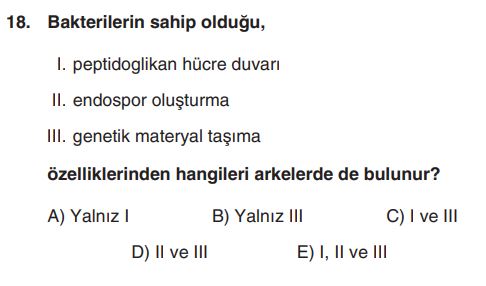 18. Bakterilerin sahip olduğu,
I. peptidoglikan hücre duvarı
II. endospor oluşturma
III. genetik materyal taşıma
özelliklerinden hangileri arkelerde de bulunur?
A) Yalnız I B) Yalnız III C) I ve III
D) II ve III E) I, II ve III